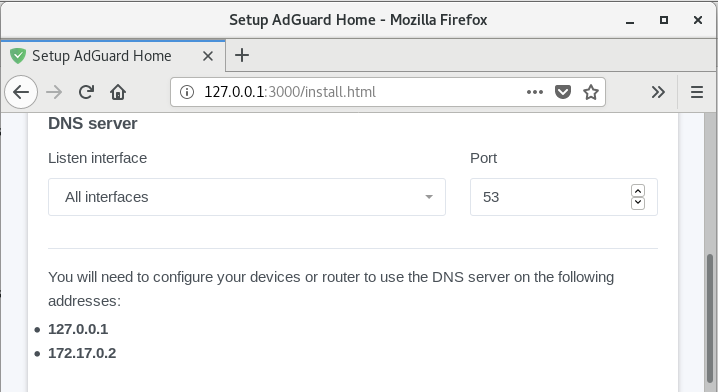 Setup AdGuard Home - Mozilla Firefox
Setup AdGuard Home
127.0.0.1:3000/install.html
DNS server
Listen interface Port
All interfaces 53
You will need to configure your devices or router to use the DNS server on the following
addresses:
127.0.0.1
172.17.0.2